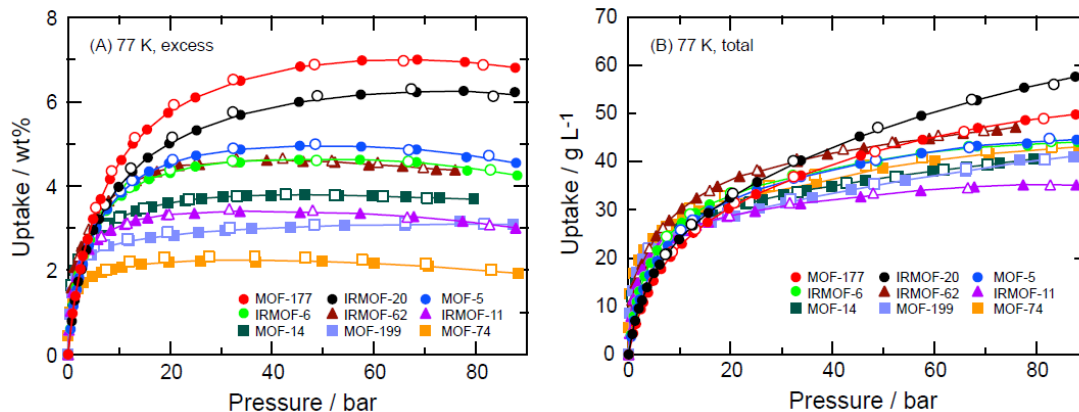 (A) 77 K, excess
Uptake / wt%
8
6
4
2
0
MOF-177 IRMOF-20 MOF-5
IRMOF-6 IRMOF-62 IRMOF-11
MOF-14 MOF-199 MOF-74
0 20 40 60 80
Pressure / bar
(B) 77 K, total
Uptake / g L-1
70
60
50
40
30
20
10
0
MOF-177 IRMOF-20 MOF-5
IRMOF-6 IRMOF-62 IRMOF-11
MOF-14 MOF-199 MOF-74
0 20 40 60 80
Pressure / bar